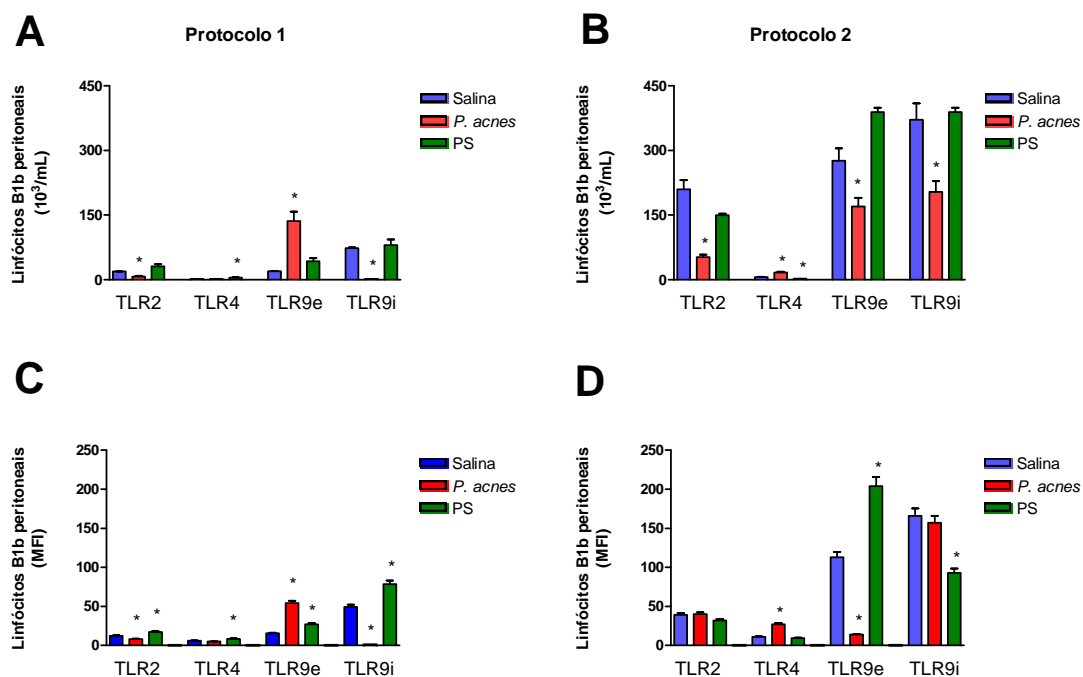 A
Protocolo 1
Linfócitos B1b peritoneais
(10³/mL)
450
300
150
0
*
*
*
*
TLR2
TLR4
TLR9e
TLR9i
Salina
P. acnes
PS
B
Protocolo 2
Linfócitos B1b peritoneais
(10³/mL)
450
300
150
0
*
*
*
*
*
TLR2
TLR4
TLR9e
TLR9i
Salina
P. acnes
PS
C
Linfócitos B1b peritoneais
(MFI)
250
200
150
100
50
0
*
*
*
*
*
*
*
TLR2
TLR4
TLR9e
TLR9i
Salina
P. acnes
PS
D
Linfócitos B1b peritoneais
(MFI)
250
200
150
100
50
0
*
*
*
*
TLR2
TLR4
TLR9e
TLR9i
Salina
P. acnes
PS